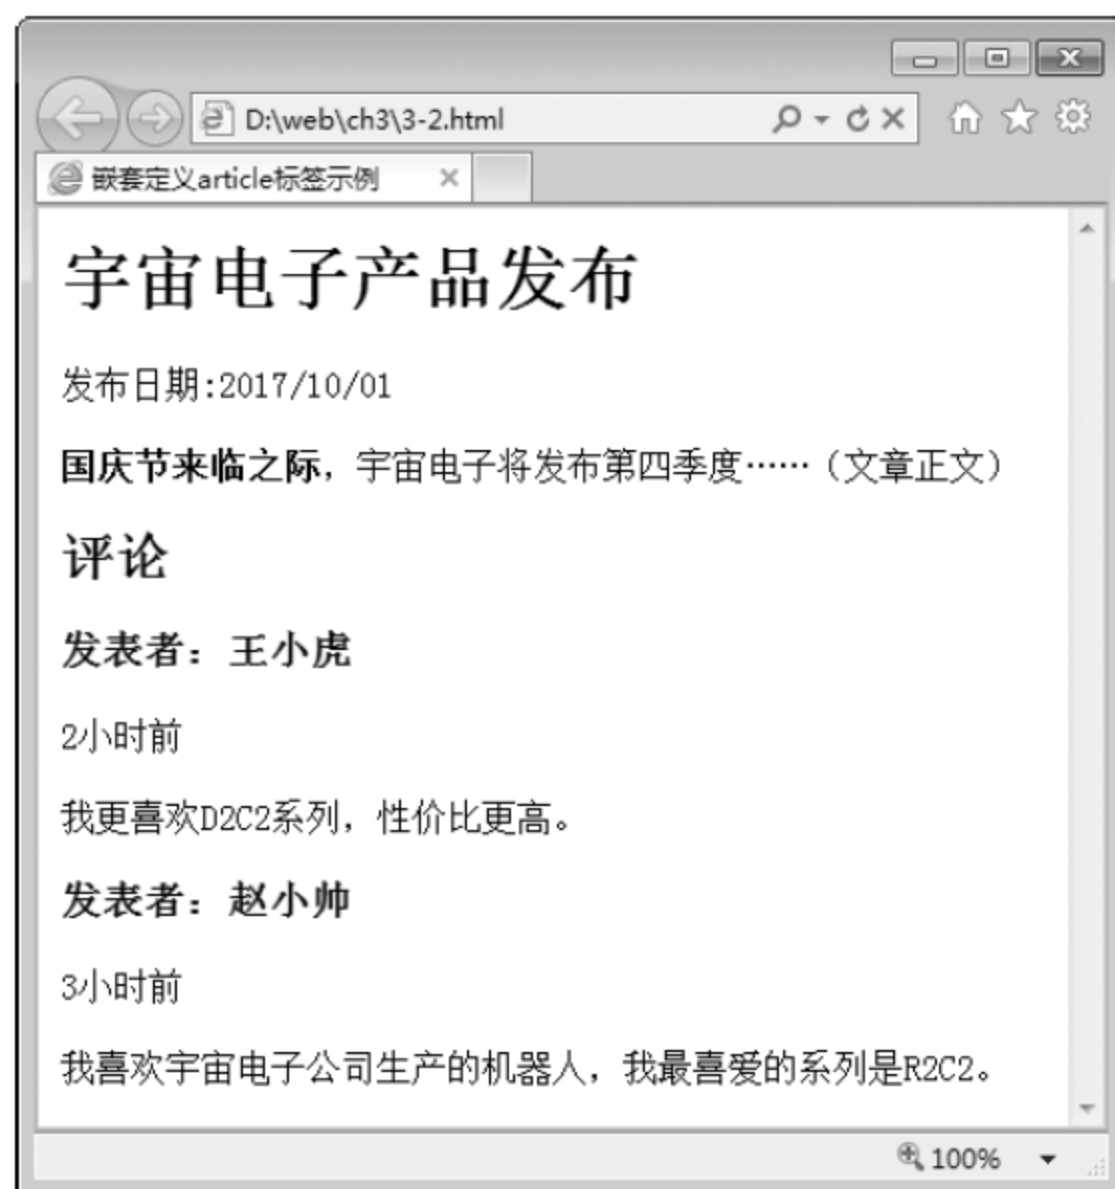 D:\web\ch3\3-2.html
嵌套定义article标签示例
宇宙电子产品发布
发布日期:2017/10/01
国庆节来临之际，宇宙电子将发布第四季度……（文章正文）
评论
发表者：王小虎
2小时前
我更喜欢D2C2系列，性价比更高。
发表者：赵小帅
3小时前
我喜欢宇宙电子公司生产的机器人，我最喜爱的系列是R2C2。
100%